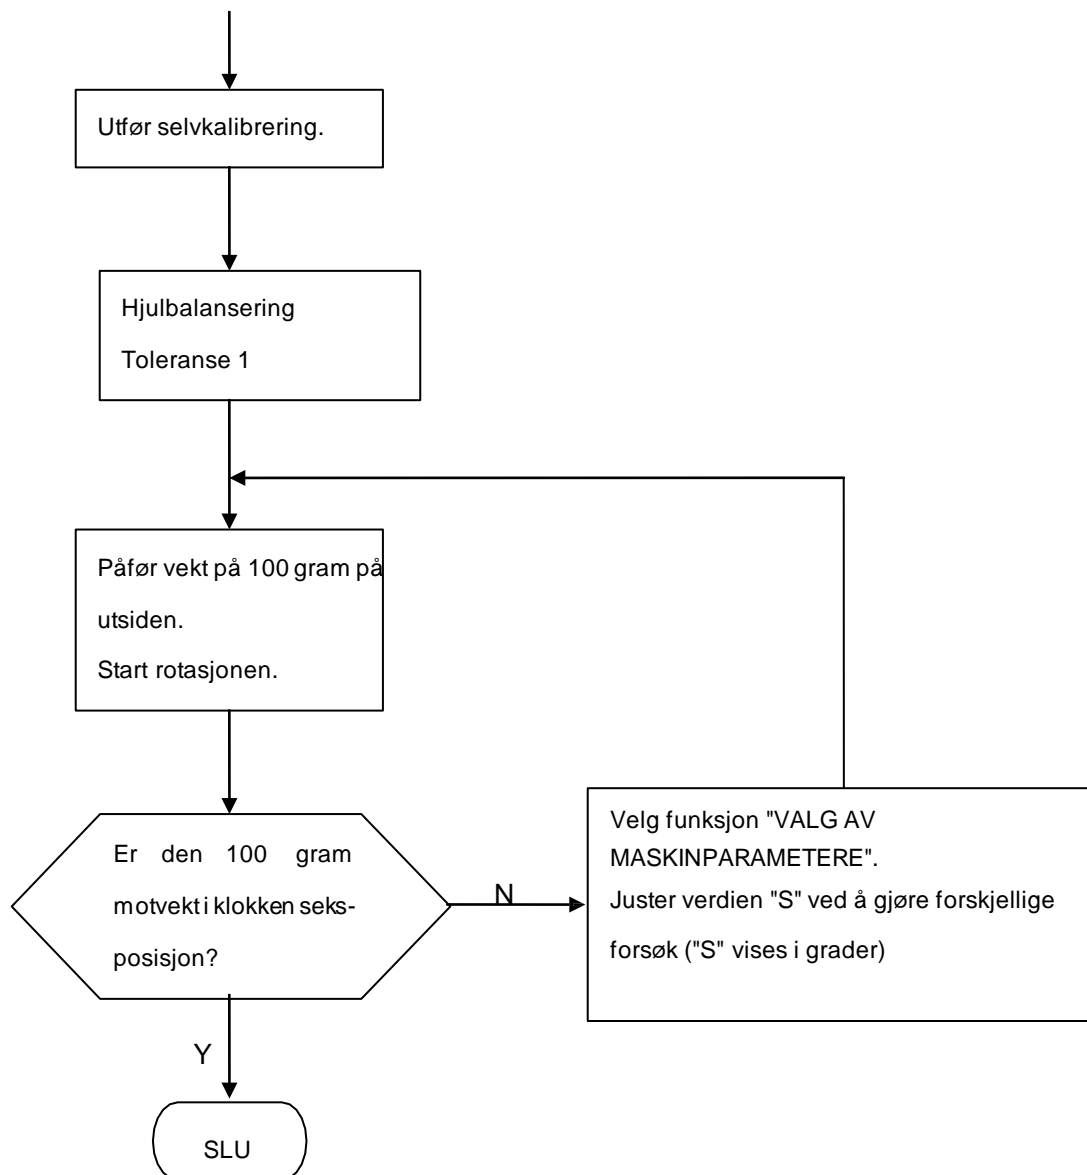 Utfør selvkalibrering.
Hjulbalansering
Toleranse 1
Påfør vekt på 100 gram på
utsiden.
Start rotasjonen.
Er den 100 gram
motvekt i klokken seks-
posisjon?
N
Velg funksjon "VALG AV
MASKINPARAMETERE".
Juster verdien "S" ved å gjøre forskjellige
forsøk ("S" vises i grader)
Y
SLU